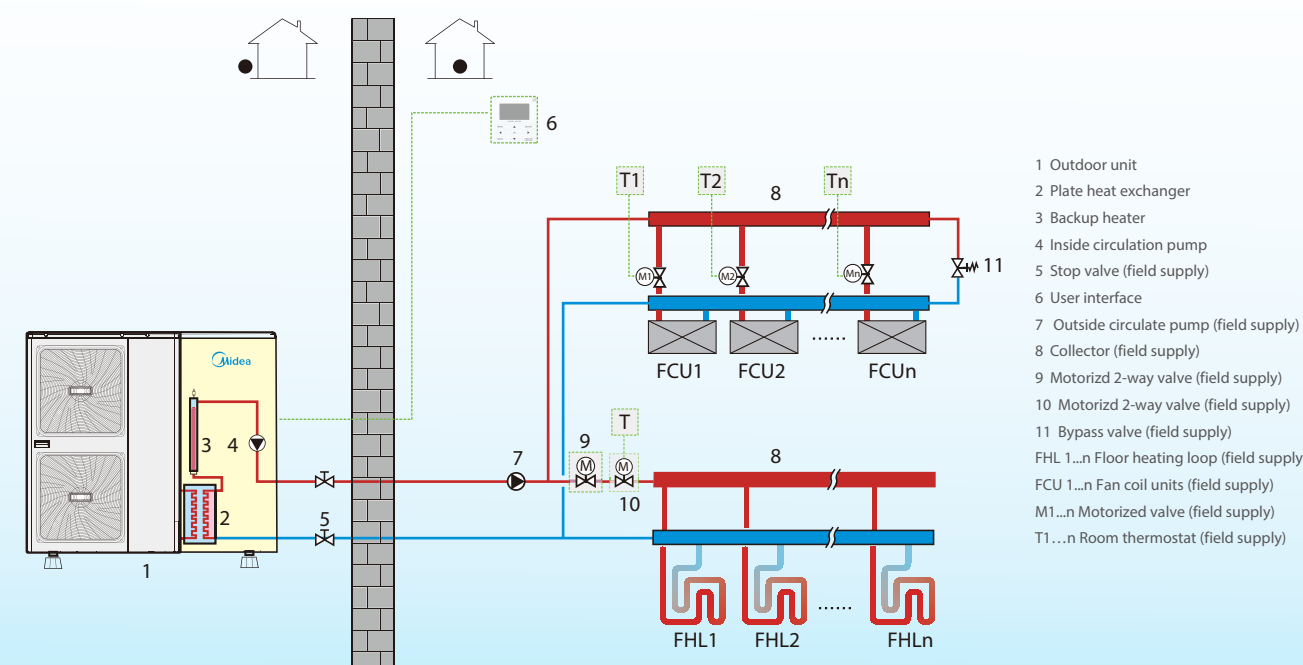 6
T1
T2
Tn
8
M1
M2
Mn
11
FCU1
FCU2
......
FCUn
Midea
3
4
2
1
5
7
9
M
T
M
10
8
FHL1
FHL2
......
FHLn
1 Outdoor unit
2 Plate heat exchanger
3 Backup heater
4 Inside circulation pump
5 Stop valve (field supply)
6 User interface
7 Outside circulate pump (field supply)
8 Collector (field supply)
9 Motorizd 2-way valve (field supply)
10 Motorizd 2-way valve (field supply)
11 Bypass valve (field supply)
FHL 1...n Floor heating loop (field supply
FCU 1...n Fan coil units (field supply)
M1...n Motorized valve (field supply)
T1...n Room thermostat (field supply)